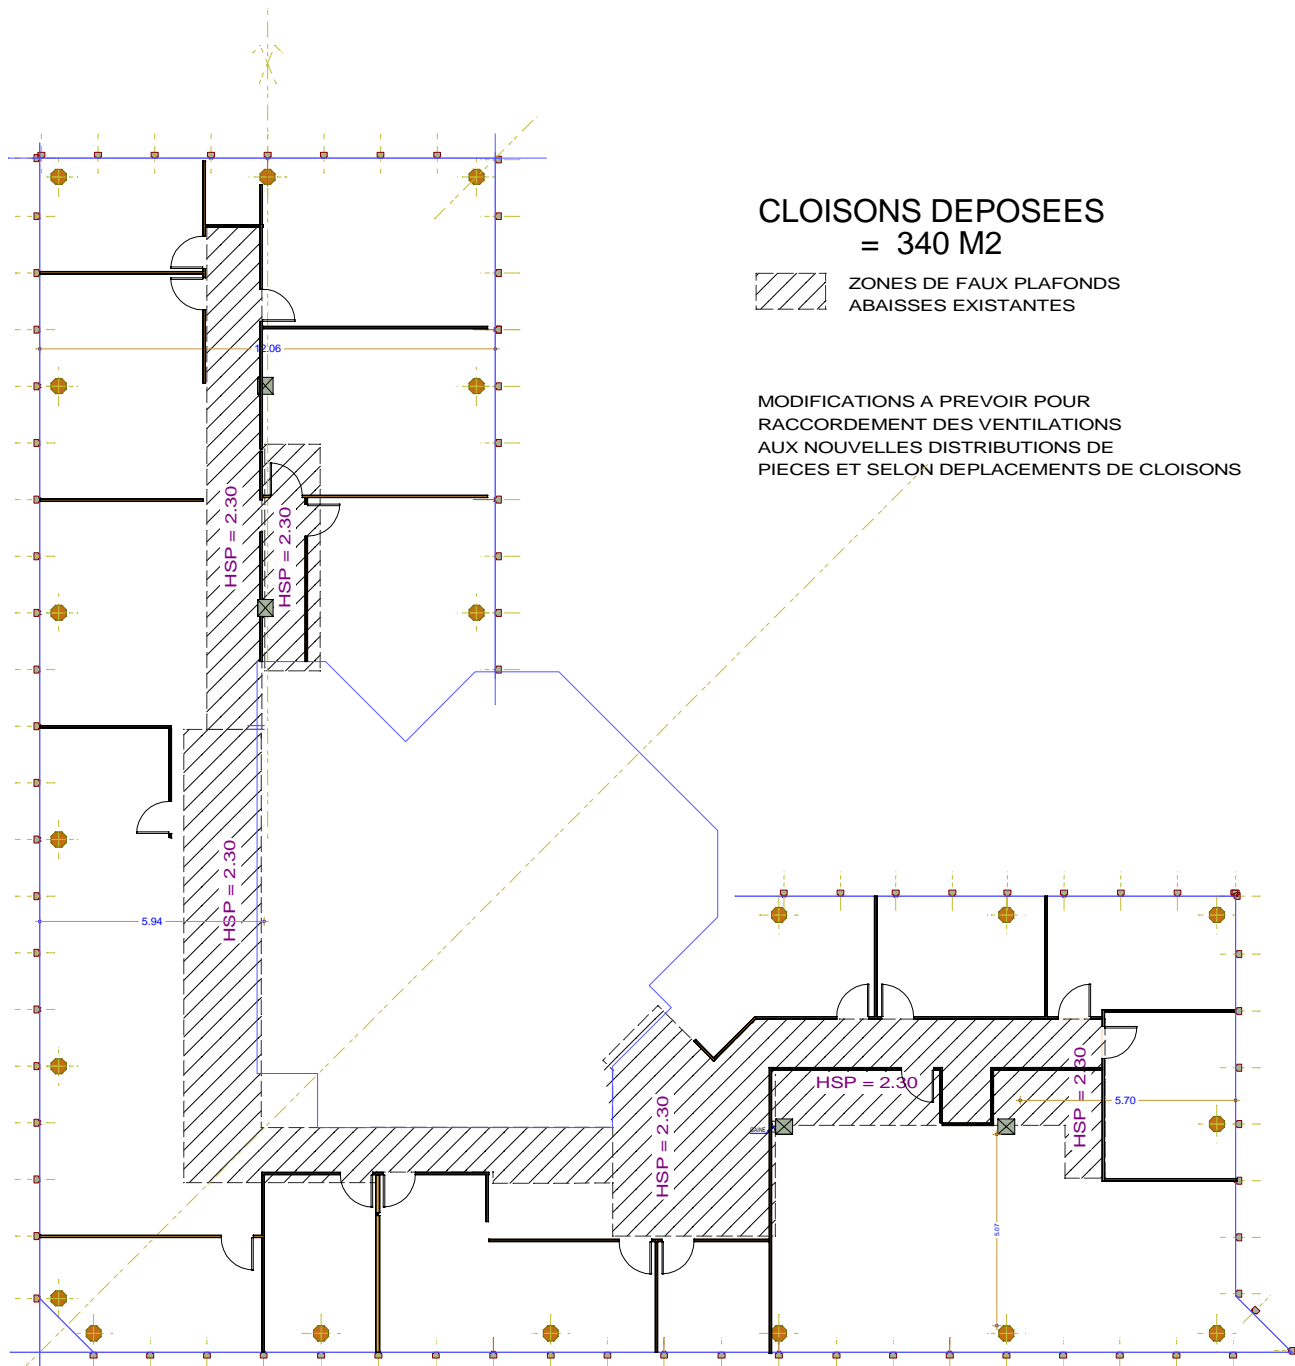 CLOISONS DEPOSEES
= 340 M2
ZONES DE FAUX PLAFONDS
ABAISSES EXISTANTES
MODIFICATIONS A PREVOIR POUR
RACCORDEMENT DES VENTILATIONS
AUX NOUVELLES DISTRIBUTIONS DE
PIECES ET SELON DEPLACEMENTS DE CLOISONS
12.06
HSP = 2.30
HSP = 2.30
HSP = 2.30
5.94
HSP = 2.30
HSP = 2.30
HSP = 2.30
5.70
GAINE
5.07